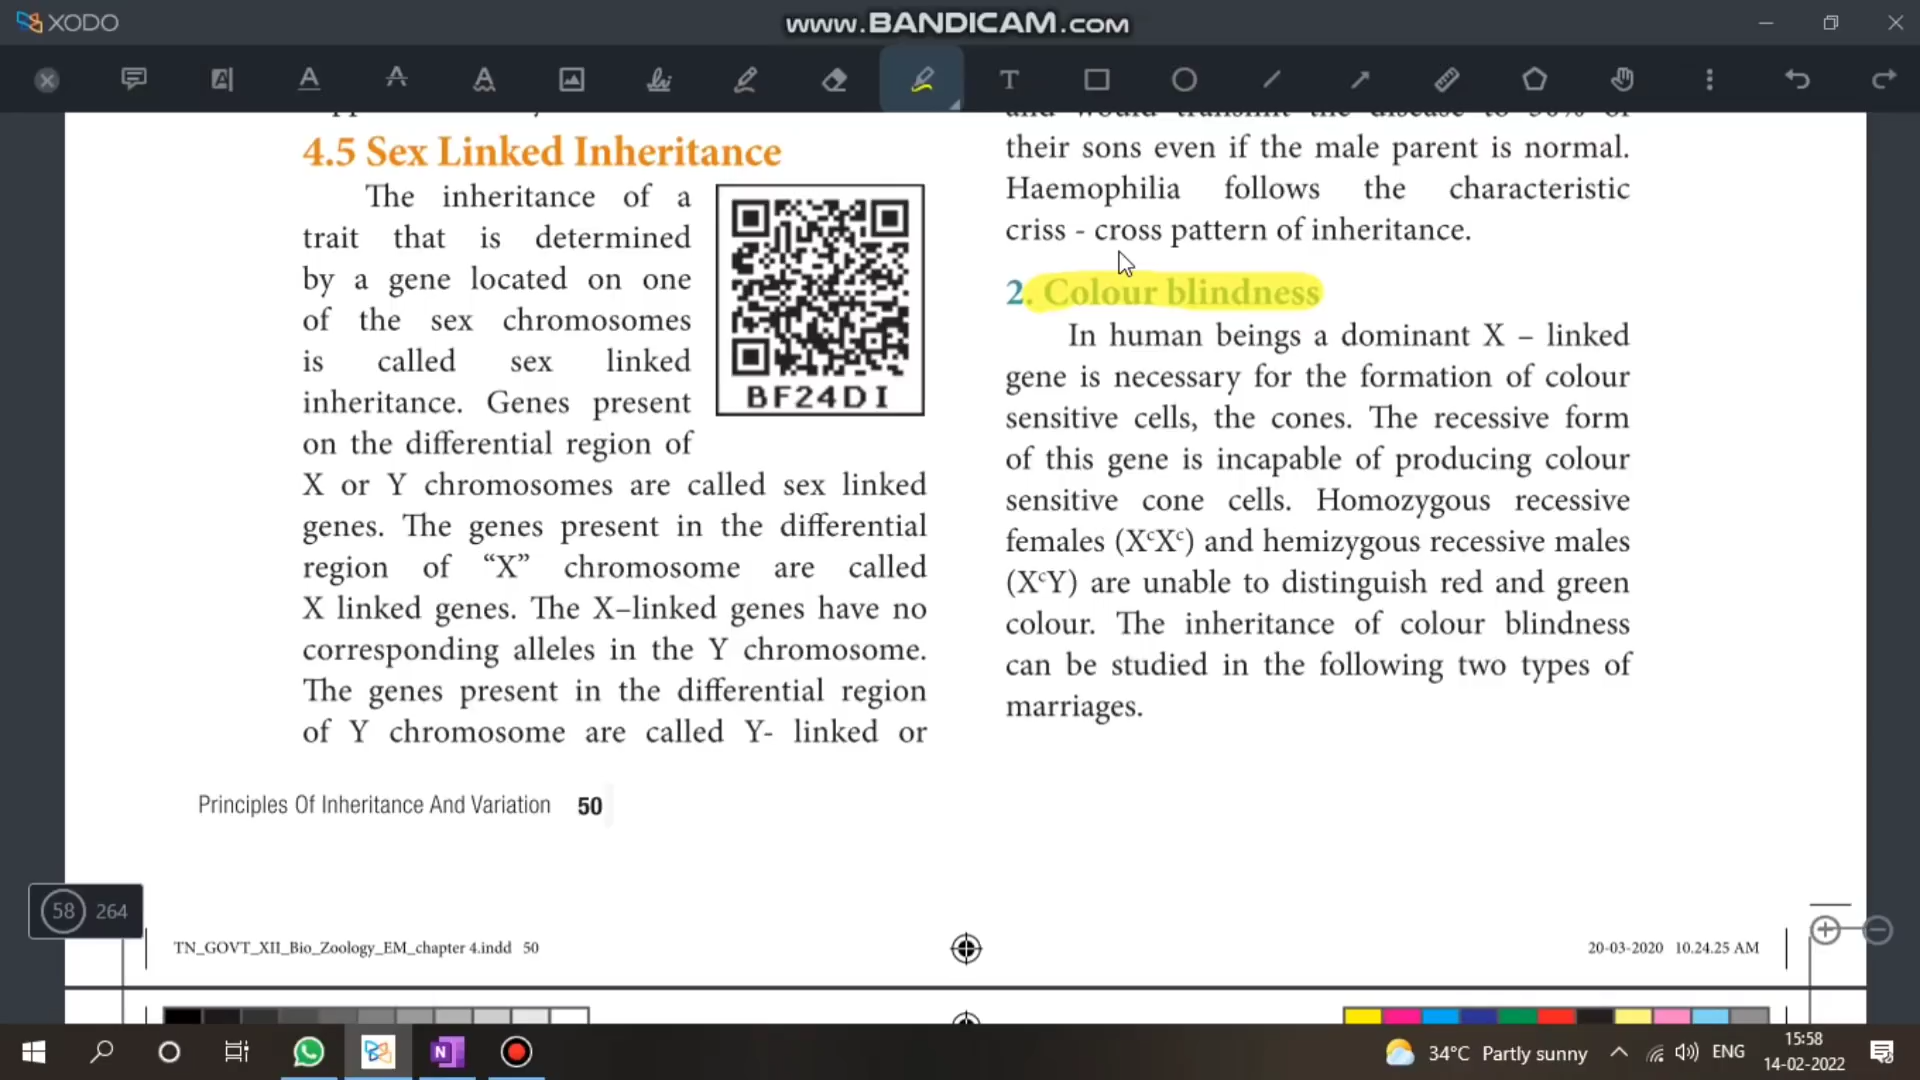 XODO
www.BANDICAM.com
4.5 Sex Linked Inheritance
The inheritance of a
trait that is determined
by a gene located on one
of the sex chromosomes
is called sex linked
inheritance. Genes present
on the differential region of
X or Y chromosomes are called sex linked
genes. The genes present in the differential
region of “X” chromosome are called
X linked genes. The X–linked genes have no
corresponding alleles in the Y chromosome.
The genes present in the differential region
of Y chromosome are called Y- linked or
BF24DI
and would transmit the disease to 50% of
their sons even if the male parent is normal.
Haemophilia follows the characteristic
criss - cross pattern of inheritance.
2. Colour blindness
In human beings a dominant X – linked
gene is necessary for the formation of colour
sensitive cells, the cones. The recessive form
of this gene is incapable of producing colour
sensitive cone cells. Homozygous recessive
females (XᶜXᶜ) and hemizygous recessive males
(XᶜY) are unable to distinguish red and green
colour. The inheritance of colour blindness
can be studied in the following two types of
marriages.
Principles Of Inheritance And Variation 50
58 264
TN_GOVT_XII_Bio_Zoology_EM_chapter 4.indd 50
20-03-2020 10.24.25 AM
34°C Partly sunny
ENG
15:58
14-02-2022